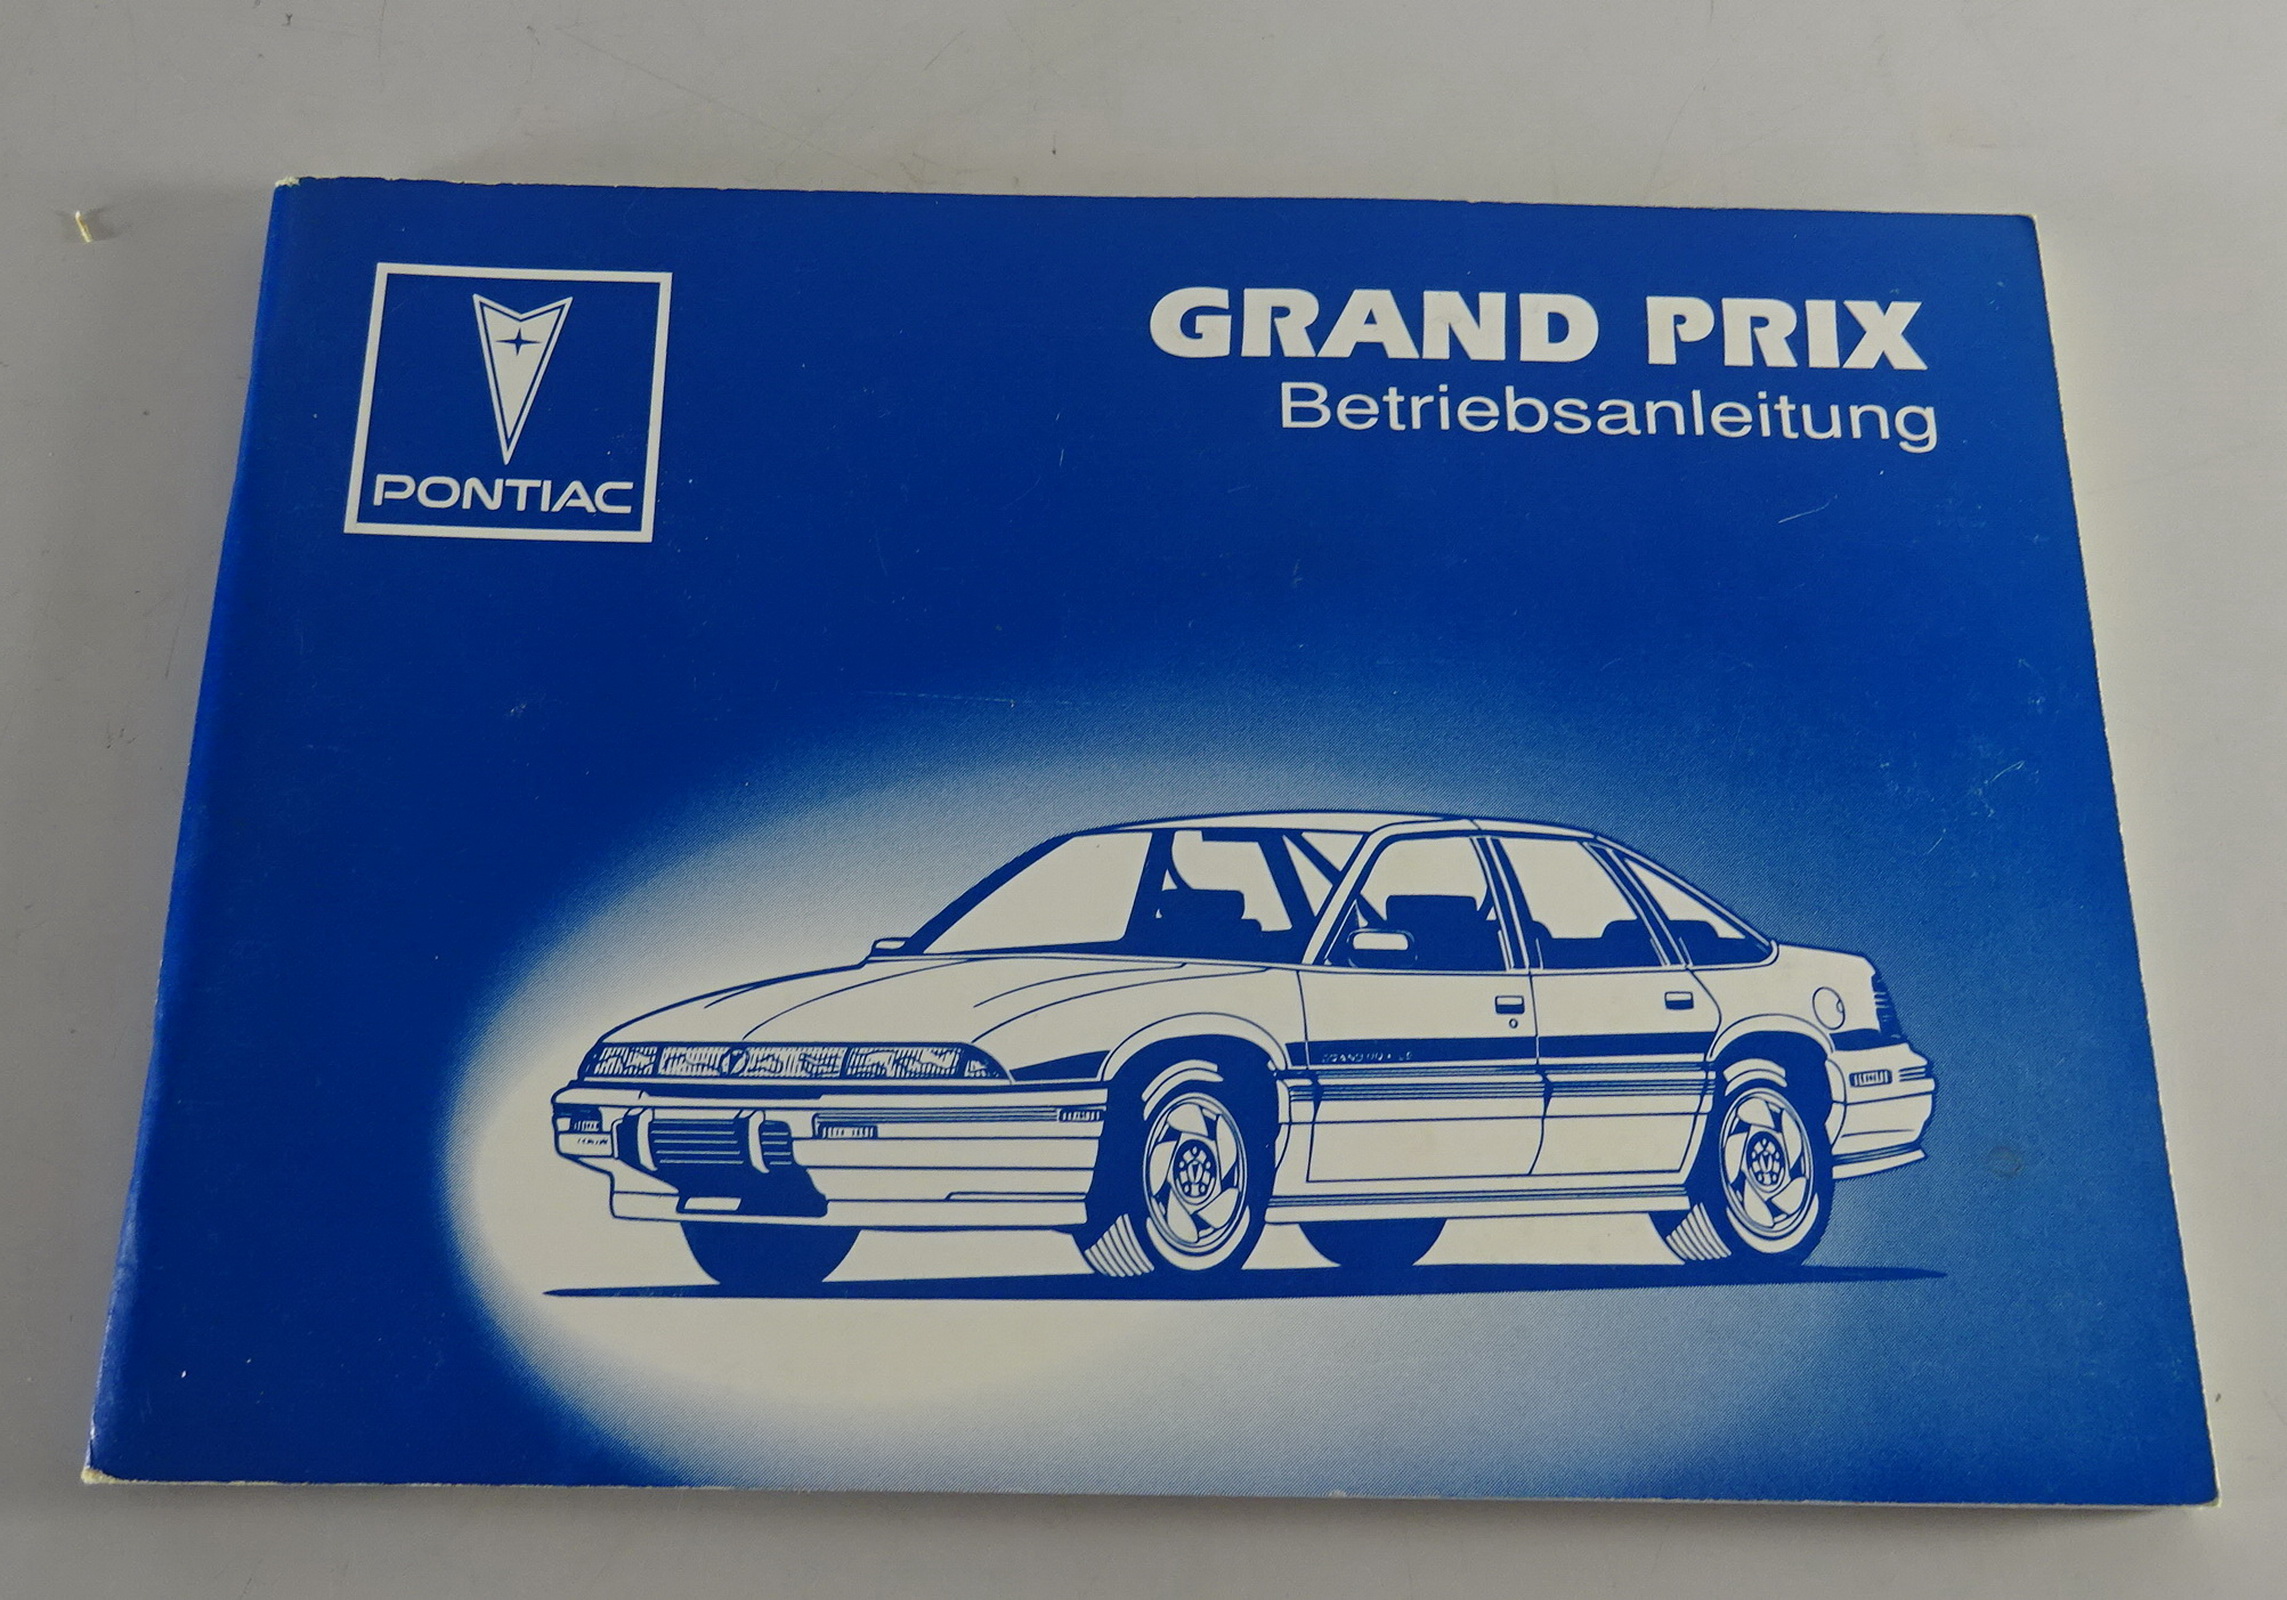 PONTIAC
GRAND PRIX
Betriebsanleitung